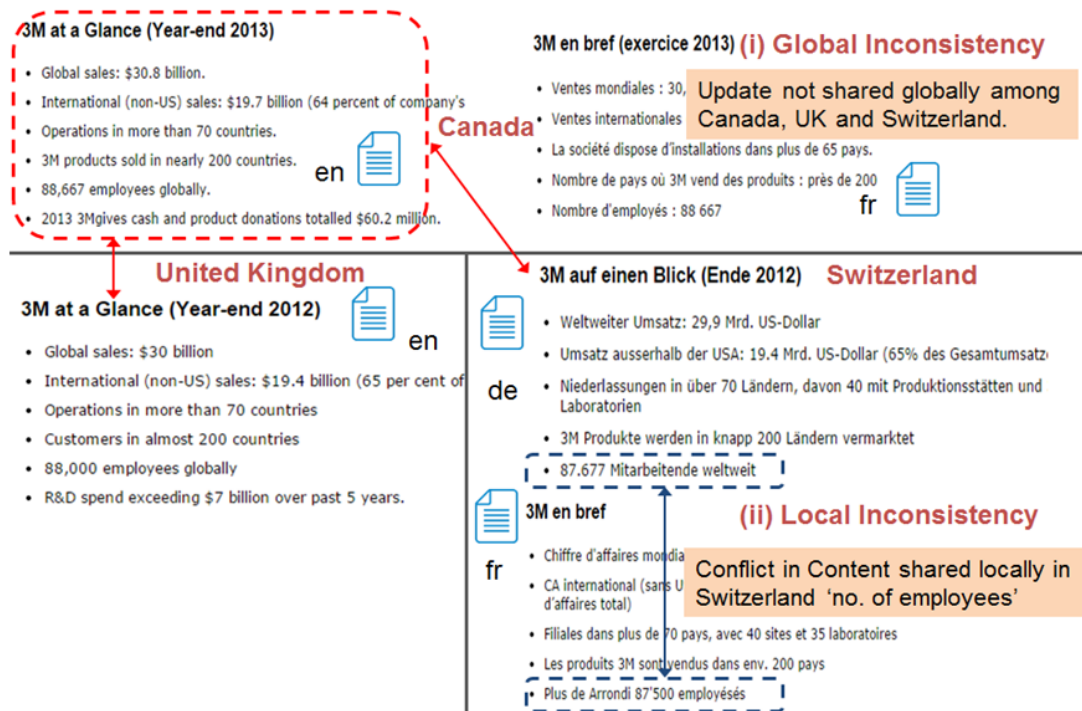 3M at a Glance (Year-end 2013)
• Global sales: $30.8 billion.
• International (non-US) sales: $19.7 billion (64 percent of company's
• Operations in more than 70 countries.
• 3M products sold in nearly 200 countries.
• 88,667 employees globally.
• 2013 3Mgives cash and product donations totalled $60.2 million.
en
Canada
3M en bref (exercice 2013)
(i) Global Inconsistency
• Ventes mondiales : 30,
• Ventes internationales
• La société dispose d'installations dans plus de 65 pays.
• Nombre de pays où 3M vend des produits : près de 200
• Nombre d'employés : 88 667
Update not shared globally among
Canada, UK and Switzerland.
fr
United Kingdom
3M at a Glance (Year-end 2012)
en
• Global sales: $30 billion
• International (non-US) sales: $19.4 billion (65 per cent of
• Operations in more than 70 countries
• Customers in almost 200 countries
• 88,000 employees globally
• R&D spend exceeding $7 billion over past 5 years.
3M auf einen Blick (Ende 2012)
Switzerland
• Weltweiter Umsatz: 29,9 Mrd. US-Dollar
• Umsatz ausserhalb der USA: 19.4 Mrd. US-Dollar (65% des Gesamtumsatz
de
• Niederlassungen in über 70 Ländern, davon 40 mit Produktionsstätten und
Laboratorien
• 3M Produkte werden in knapp 200 Ländern vermarktet
• 87.677 Mitarbeitende weltweit
3M en bref
(ii) Local Inconsistency
fr
• Chiffre d'affaires mondia
• CA international (sans U
d'affaires total)
• Filiales dans plus de 70 pays, avec 40 sites et 35 laboratoires
• Les produits 3M sont vendus dans env. 200 pays
• Plus de Arrondi 87'500 employésés
Conflict in Content shared locally in
Switzerland 'no. of employees'